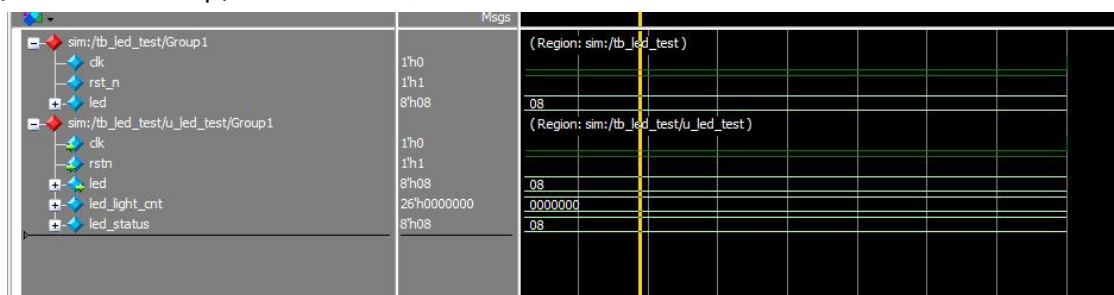 Msgs
sim:/tb_led_test/Group1 (Region: sim:/tb_led_test)
clk 1'h0
rst_n 1'h1
led 8'h08 08
sim:/tb_led_test/u_led_test/Group1 (Region: sim:/tb_led_test/u_led_test)
clk 1'h0
rstn 1'h1
led 8'h08 08
led_light_cnt 26'h0000000 0000000
led_status 8'h08 08